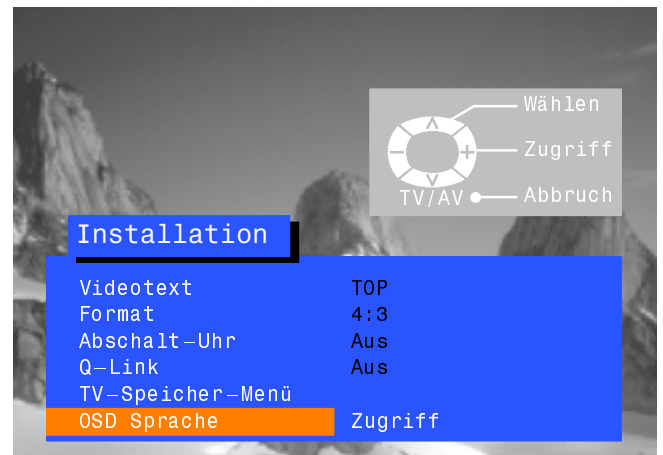 Wählen
Zugriff
TV/AV Abbruch
Installation
Videotext TOP
Format 4:3
Abschalt–Uhr Aus
Q–Link Aus
TV–Speicher–Menü
OSD Sprache Zugriff